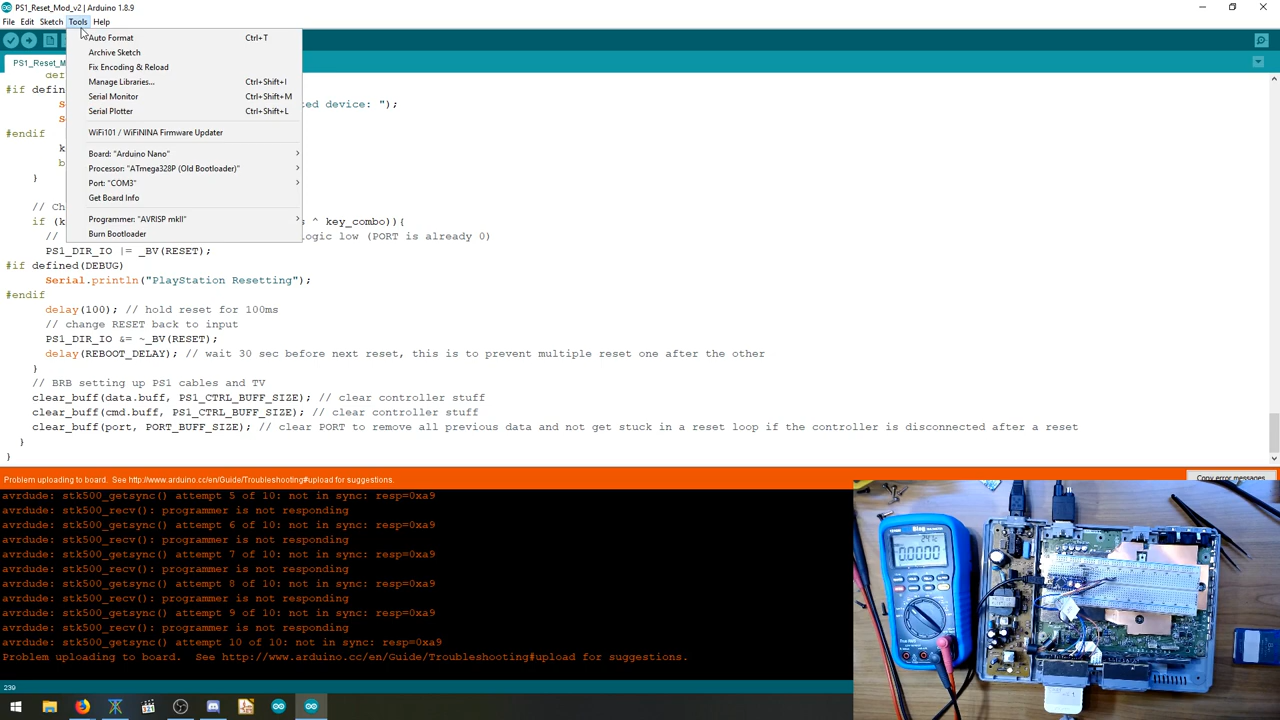 PS1_Reset_Mod_v2 | Arduino 1.8.9
File Edit Sketch Tools Help
Auto Format Ctrl+T
Archive Sketch
Fix Encoding & Reload
Manage Libraries... Ctrl+Shift+I
Serial Monitor Ctrl+Shift+M
Serial Plotter Ctrl+Shift+L
WiFi101 / WiFiNINA Firmware Updater
Board: "Arduino Nano"
Processor: "ATmega328P (Old Bootloader)"
Port: "COM3"
Get Board Info
Programmer: "AVRISP mkII"
Burn Bootloader
PS1_Reset_M
de
#if defin
S ted device: ");
S
#endif
k
b
}
// Ch
if (k s ^ key_combo)){
// logic low (PORT is already 0)
PS1_DIR_IO |= _BV(RESET);
#if defined(DEBUG)
Serial.println("PlayStation Resetting");
#endif
delay(100); // hold reset for 100ms
// change RESET back to input
PS1_DIR_IO &= ~_BV(RESET);
delay(REBOOT_DELAY); // wait 30 sec before next reset, this is to prevent multiple reset one after the other
}
// BRB setting up PS1 cables and TV
clear_buff(data.buff, PS1_CTRL_BUFF_SIZE); // clear controller stuff
clear_buff(cmd.buff, PS1_CTRL_BUFF_SIZE); // clear controller stuff
clear_buff(port, PORT_BUFF_SIZE); // clear PORT to remove all previous data and not get stuck in a reset loop if the controller is disconnected after a reset
}
}
Problem uploading to board. See http://www.arduino.cc/en/Guide/Troubleshooting#upload for suggestions. Copy error messages
avrdude: stk500_getsync() attempt 5 of 10: not in sync: resp=0xa9
avrdude: stk500_recv(): programmer is not responding
avrdude: stk500_getsync() attempt 6 of 10: not in sync: resp=0xa9
avrdude: stk500_recv(): programmer is not responding
avrdude: stk500_getsync() attempt 7 of 10: not in sync: resp=0xa9
avrdude: stk500_recv(): programmer is not responding
avrdude: stk500_getsync() attempt 8 of 10: not in sync: resp=0xa9
avrdude: stk500_recv(): programmer is not responding
avrdude: stk500_getsync() attempt 9 of 10: not in sync: resp=0xa9
avrdude: stk500_recv(): programmer is not responding
avrdude: stk500_getsync() attempt 10 of 10: not in sync: resp=0xa9
Problem uploading to board. See http://www.arduino.cc/en/Guide/Troubleshooting#upload for suggestions.
239